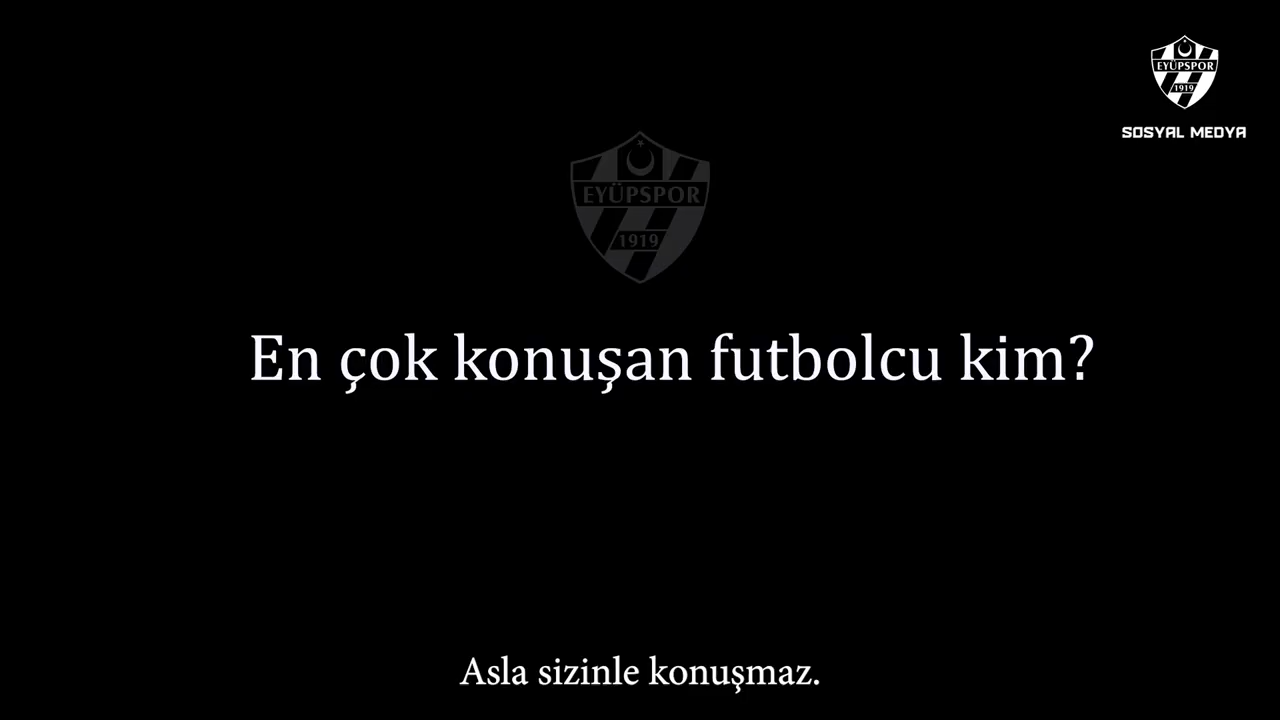 EYÜPSPOR
1919
SOSYAL MEDYA
EYÜPSPOR
1919
En çok konuşan futbolcu kim?
Asla sizinle konuşmaz.